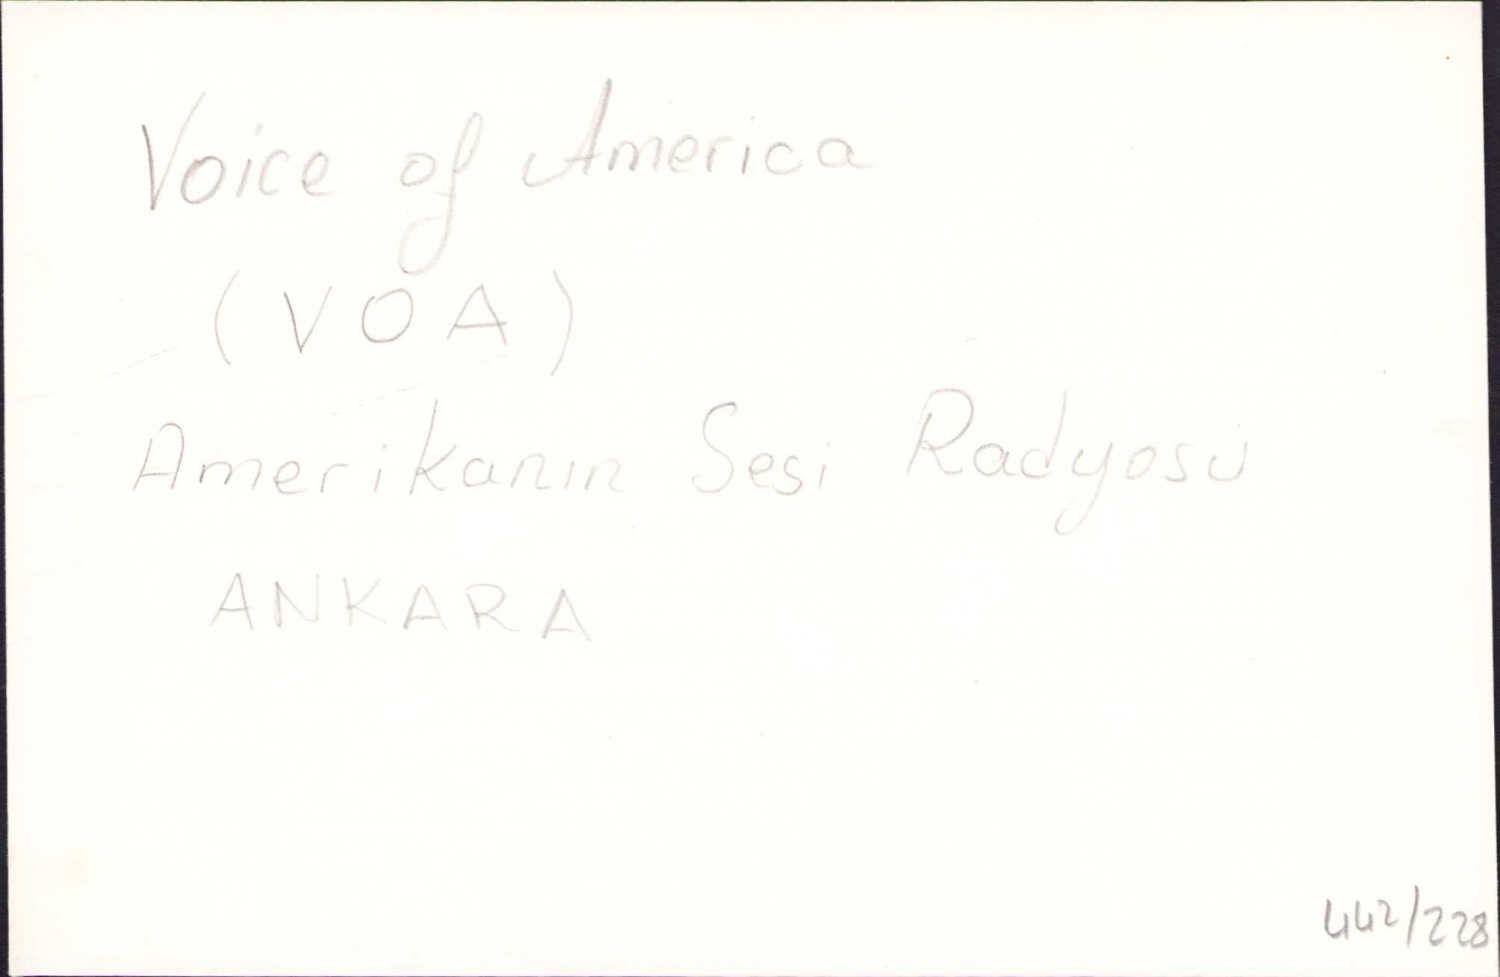 Voice of America
(VOA)
Amerikanın Sesi Radyosu
ANKARA
442/228